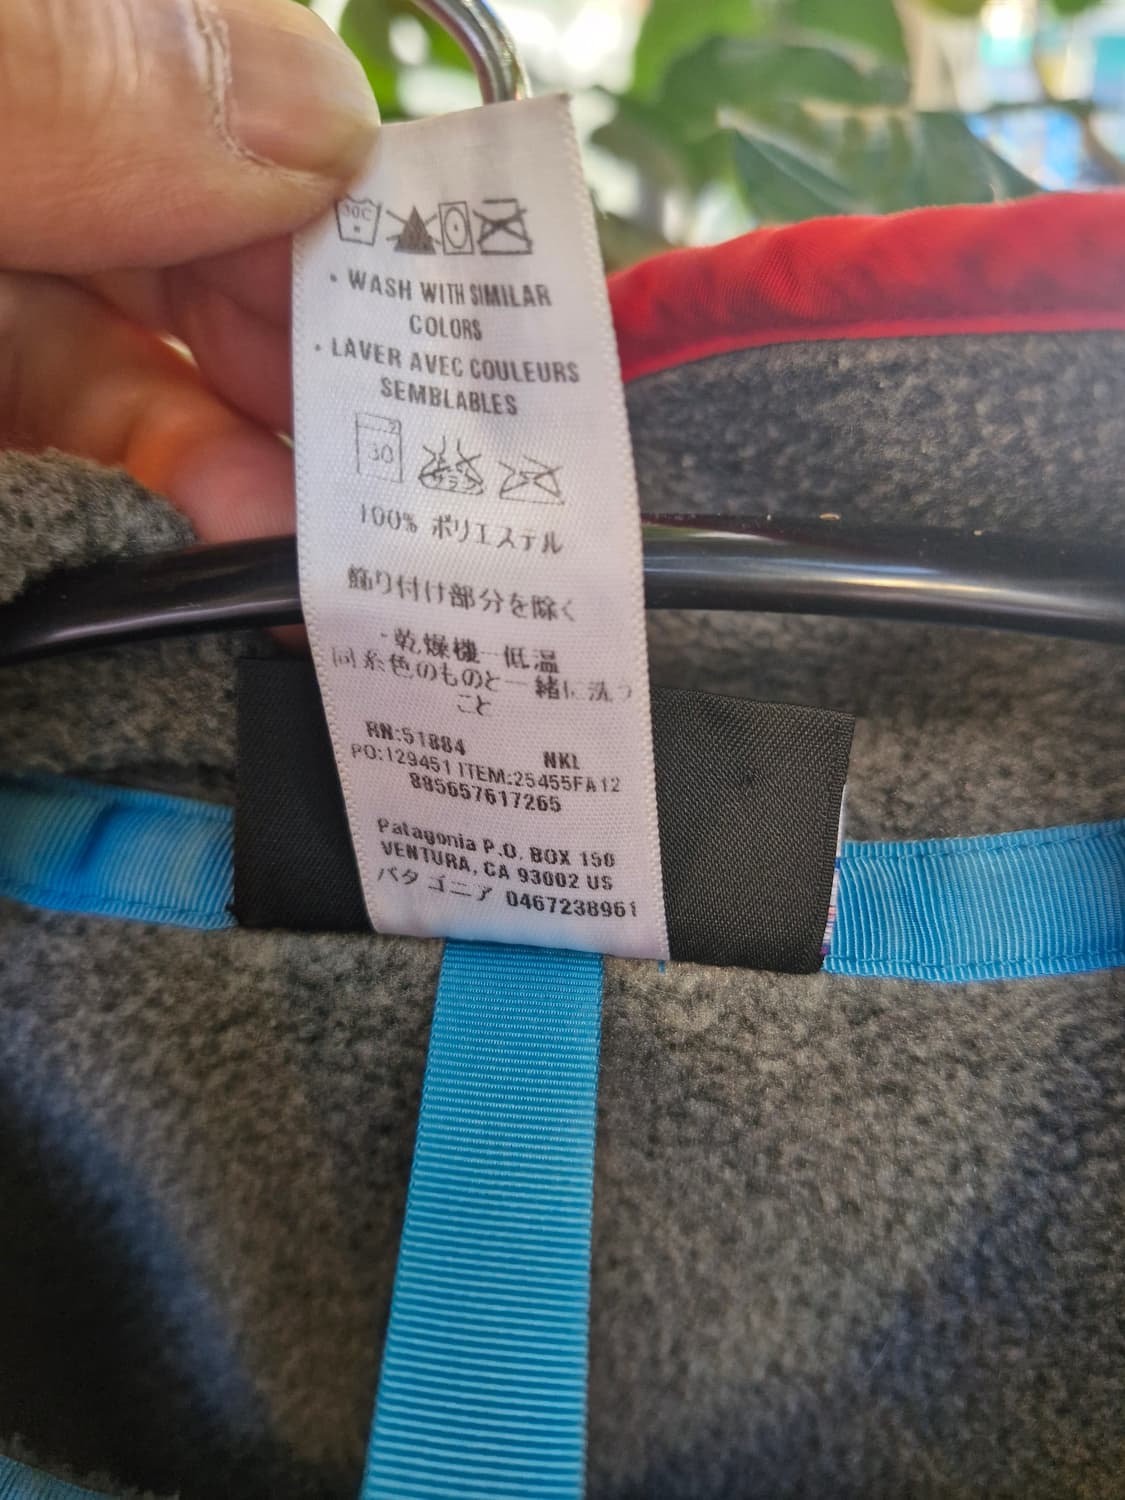 30C
• WASH WITH SIMILAR
COLORS
• LAVER AVEC COULEURS
SEMBLABLES
30
100% ポリエステル
飾り付け部分を除く
·乾燥機一低温
同系色のものと一緒に洗う
こと
RN:51884 NKL
PO:129451 ITEM:25455FA12
885657617265
Patagonia P.O. BOX 150
VENTURA, CA 93002 US
パタゴニア 0467238961